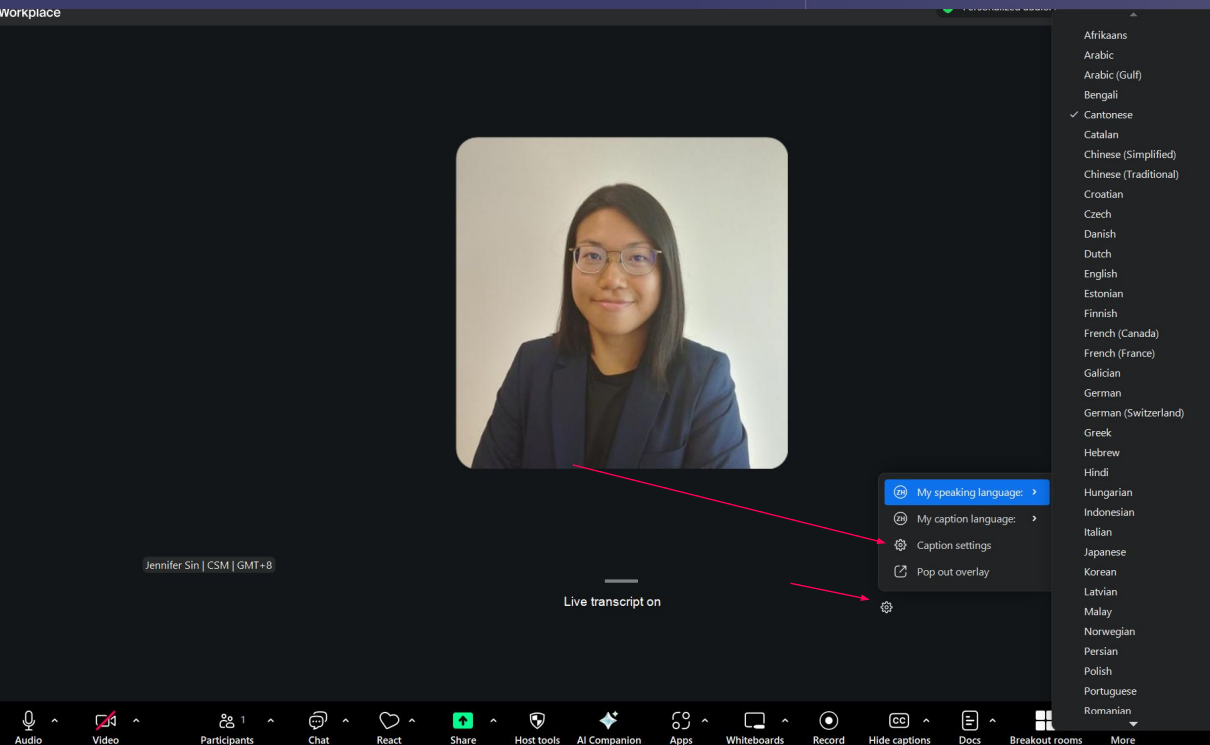 Workplace
Afrikaans
Arabic
Arabic (Gulf)
Bengali
Cantonese
Catalan
Chinese (Simplified)
Chinese (Traditional)
Croatian
Czech
Danish
Dutch
English
Estonian
Finnish
French (Canada)
French (France)
Galician
German
German (Switzerland)
Greek
Hebrew
Hindi
Hungarian
Indonesian
Italian
Japanese
Korean
Latvian
Malay
Norwegian
Persian
Polish
Portuguese
Romanian
ZH My speaking language:
ZH My caption language:
Caption settings
Pop out overlay
Jennifer Sin | CSM | GMT+8
Live transcript on
1
CC
Audio
Video
Participants
Chat
React
Share
Host tools
AI Companion
Apps
Whiteboards
Record
Hide captions
Docs
Breakout rooms
More